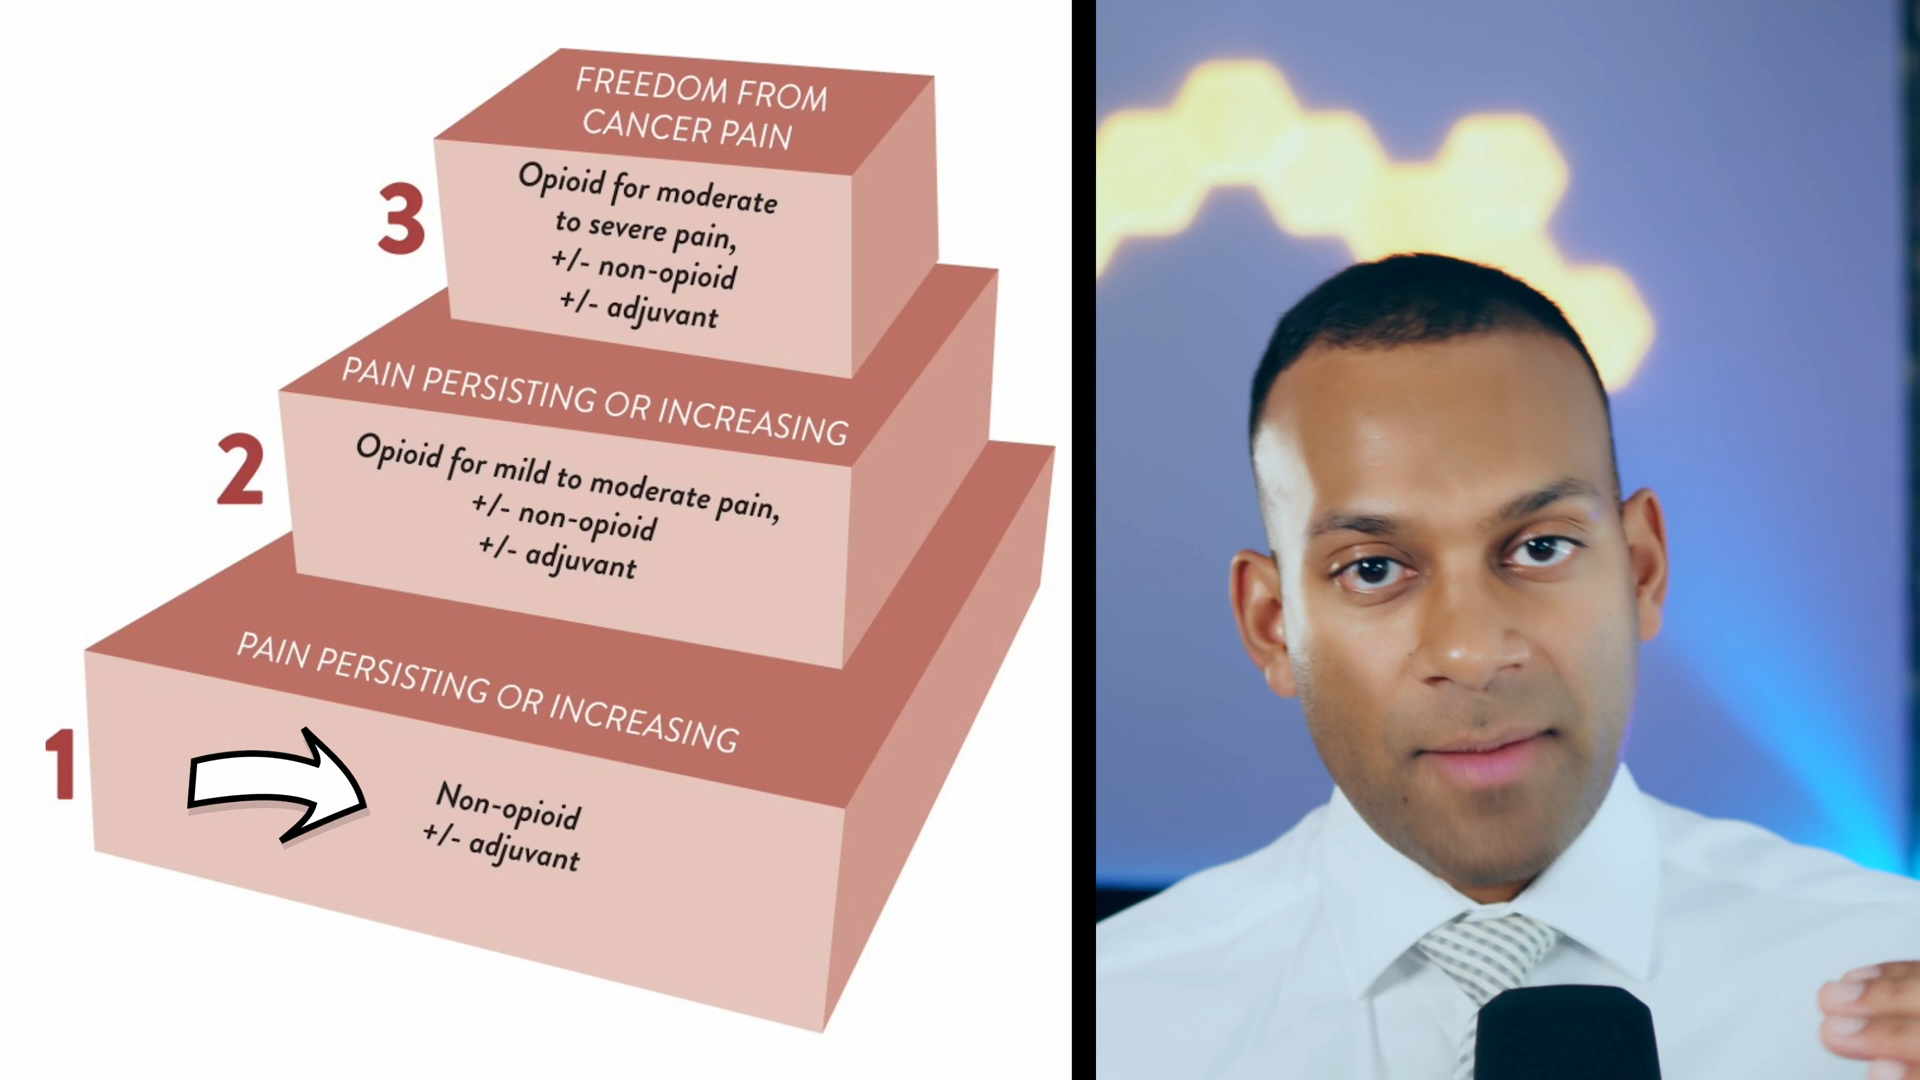 FREEDOM FROM
CANCER PAIN
3
Opioid for moderate
to severe pain,
+/- non-opioid
+/- adjuvant
PAIN PERSISTING OR INCREASING
2
Opioid for mild to moderate pain,
+/- non-opioid
+/- adjuvant
PAIN PERSISTING OR INCREASING
1
Non-opioid
+/- adjuvant